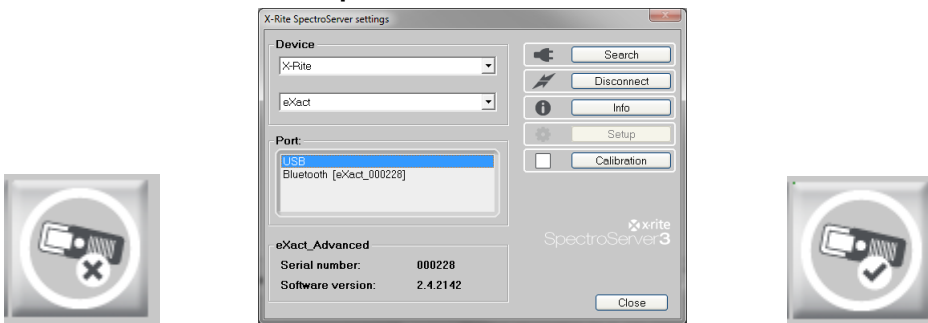 X-Rite SpectroServer settings
Device
X-Rite
eXact
Search
Disconnect
Info
Setup
Calibration
Port:
USB
Bluetooth [eXact_000228]
x-rite
SpectroServer3
eXact_Advanced
Serial number: 000228
Software version: 2.4.2142
Close